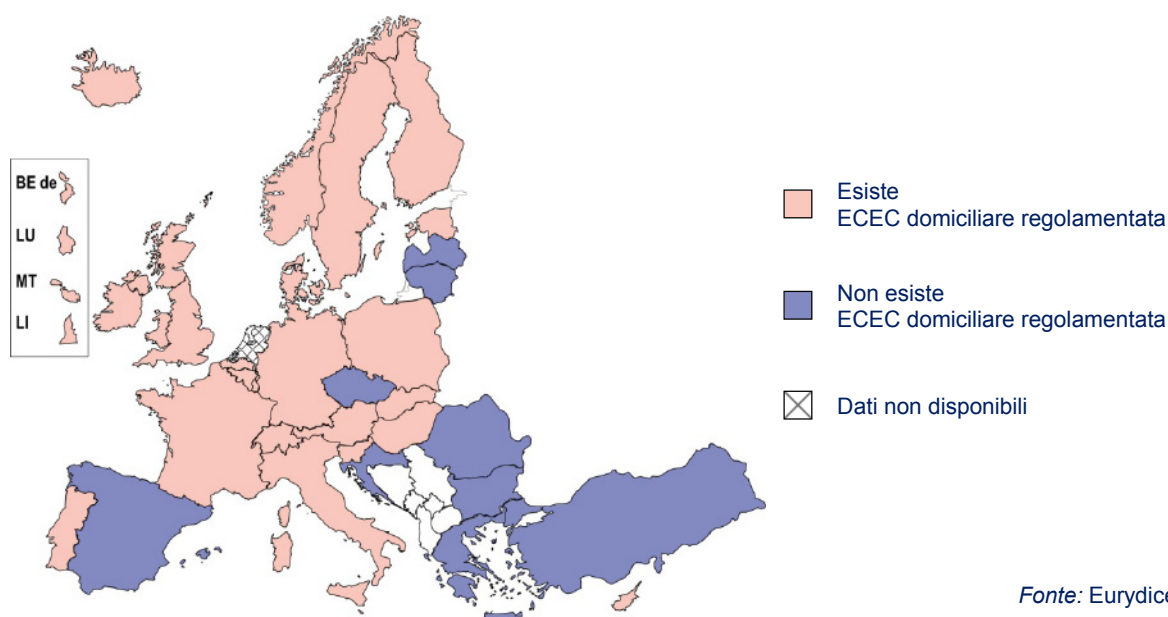 BE de
LU
MT
LI
Esiste
ECEC domiciliare regolamentata
Non esiste
ECEC domiciliare regolamentata
Dati non disponibili
Fonte: Eurydice